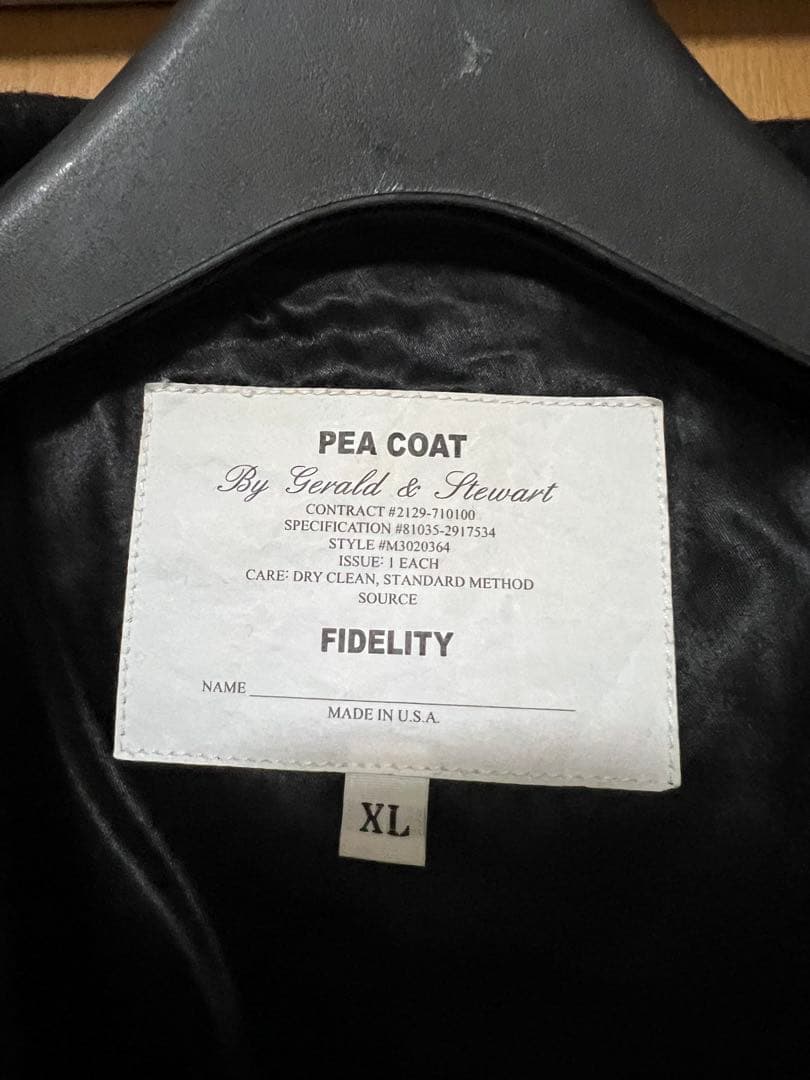 PEA COAT
By Gerald & Stewart
CONTRACT #2129-710100
SPECIFICATION #81035-2917534
STYLE #M3020364
ISSUE: 1 EACH
CARE: DRY CLEAN, STANDARD METHOD
SOURCE
FIDELITY
NAME
MADE IN U.S.A.
XL